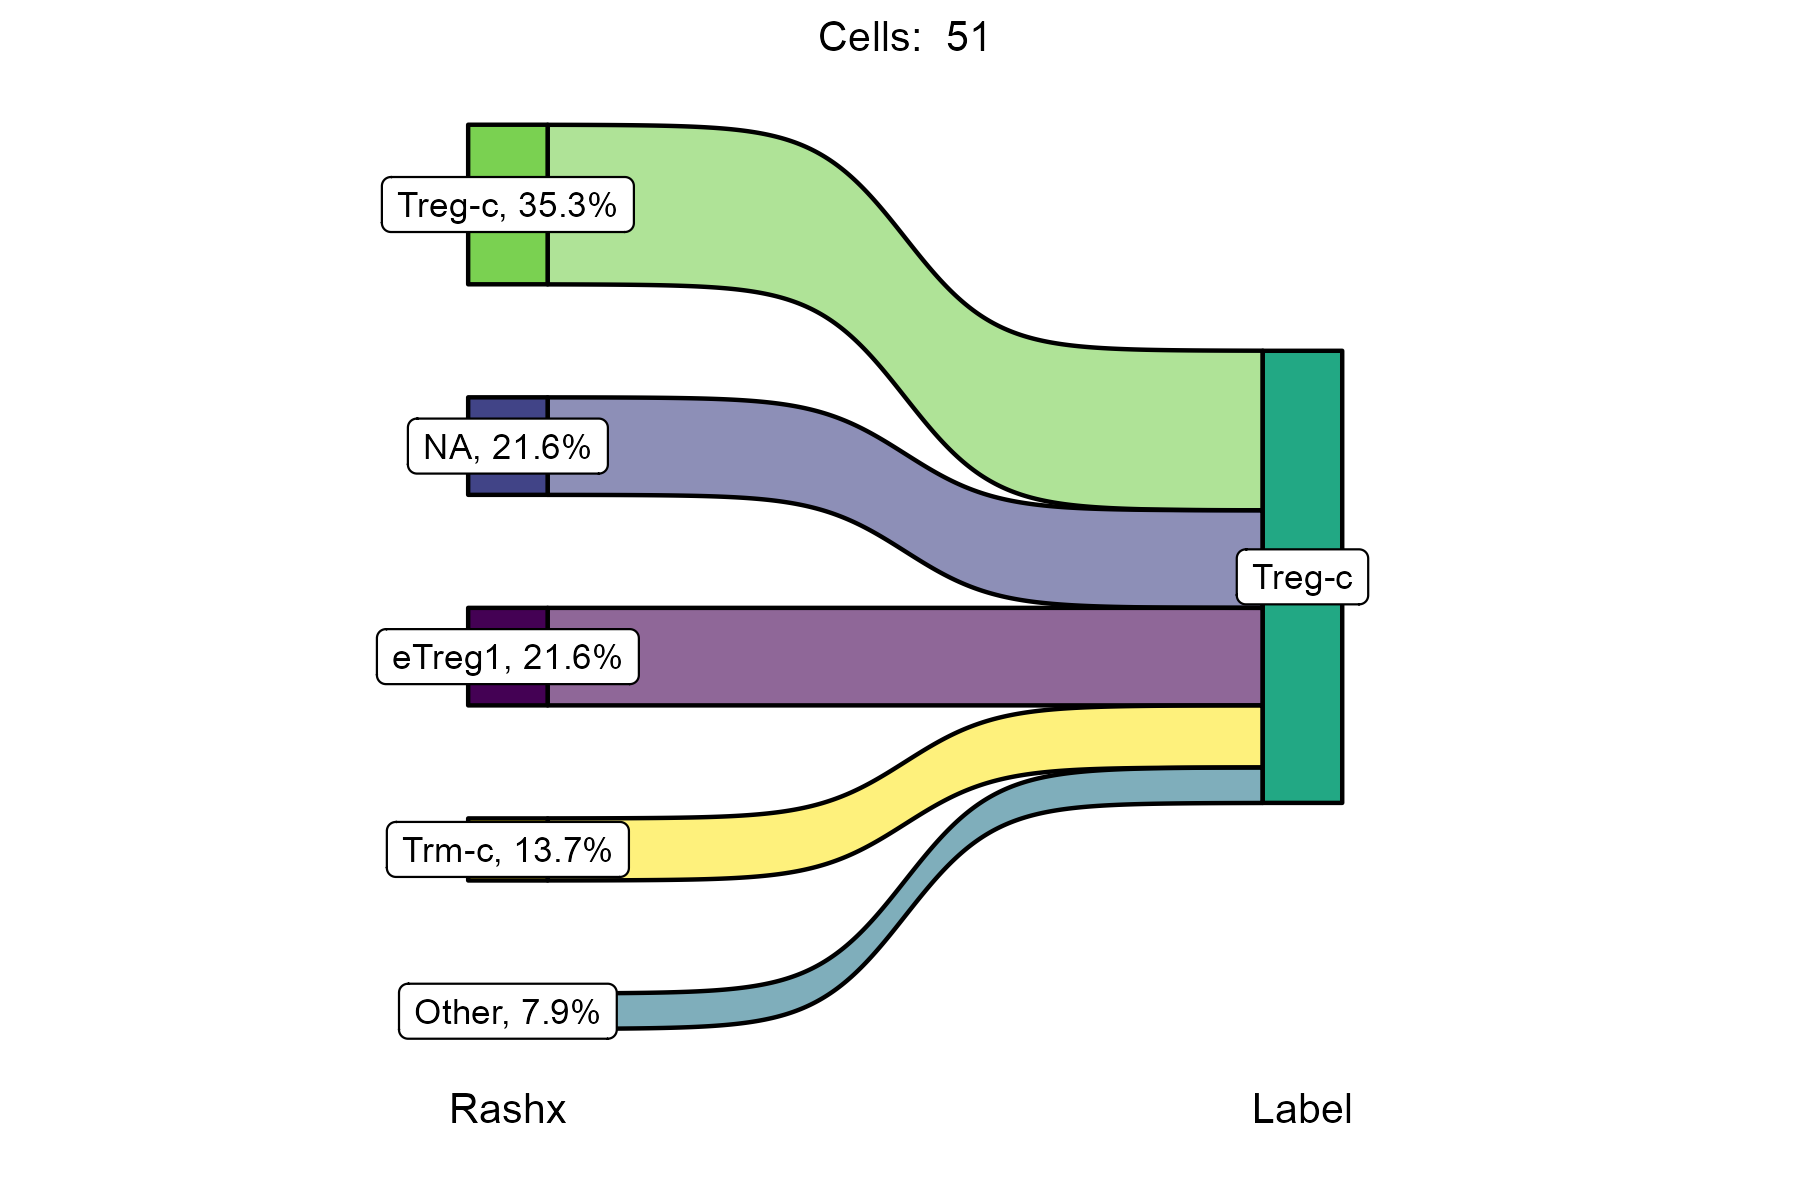 Cells:  51
Treg-c, 35.3%
NA, 21.6%
Treg-c
eTreg1, 21.6%
Trm-c, 13.7%
Other, 7.9%
Rashx
Label